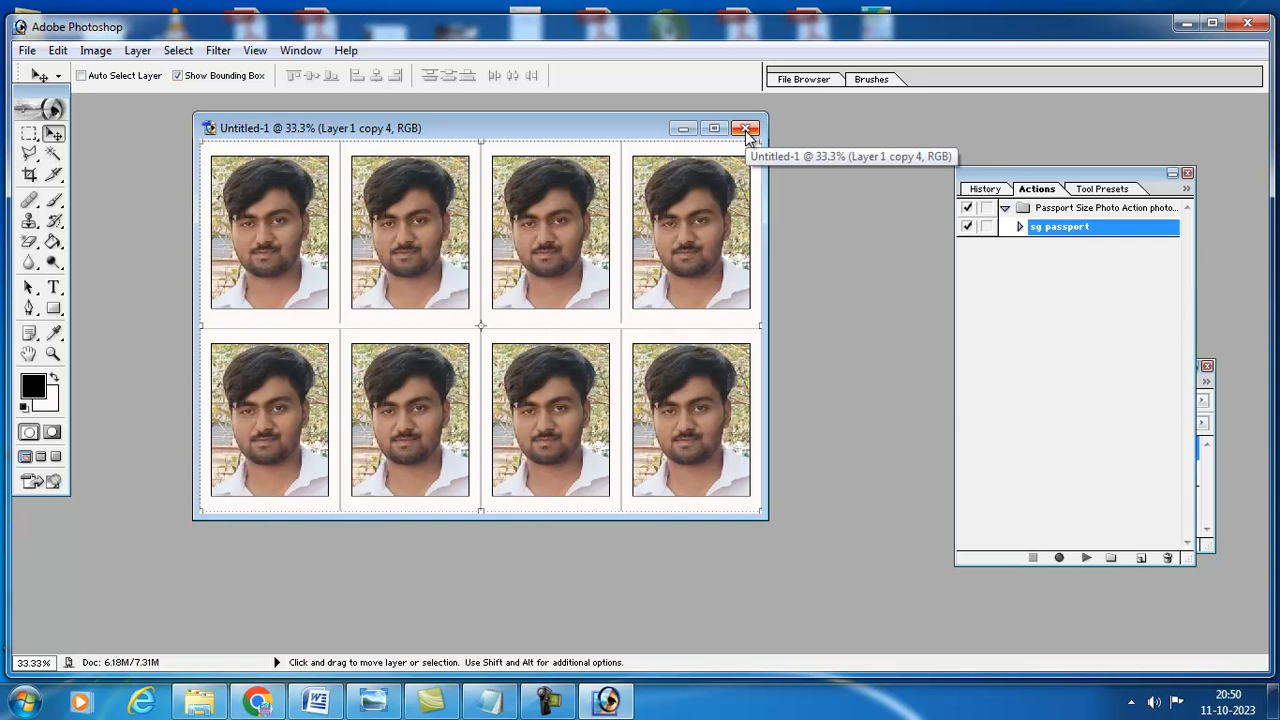 Adobe Photoshop
File Edit Image Layer Select Filter View Window Help
Auto Select Layer Show Bounding Box
File Browser Brushes
Untitled-1 @ 33.3% (Layer 1 copy 4, RGB)
Untitled-1 @ 33.3% (Layer 1 copy 4, RGB)
History Actions Tool Presets
Passport Size Photo Action photo...
sg passport
33.33% Doc: 6.18M/7.31M Click and drag to move layer or selection. Use Shift and Alt for additional options.
20:50
11-10-2023